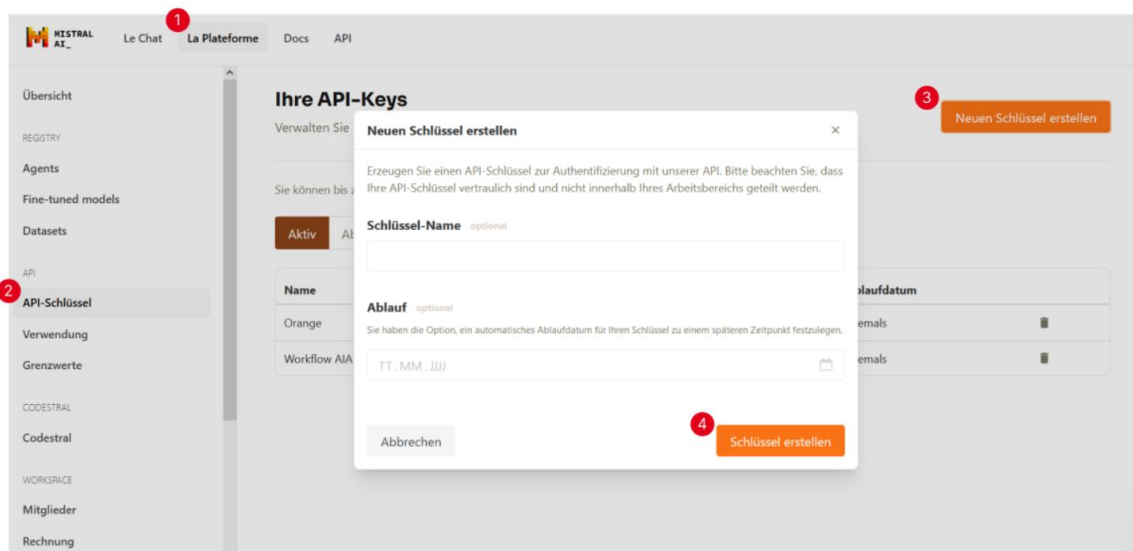 1
MISTRAL
AI_
Le Chat
La Plateforme
Docs
API
Übersicht
REGISTRY
Agents
Fine-tuned models
Datasets
API
2
API-Schlüssel
Verwendung
Grenzwerte
CODESTRAL
Codestral
WORKSPACE
Mitglieder
Rechnung
Ihre API-Keys
Verwalten Sie
3
Neuen Schlüssel erstellen
Sie können bis
Aktiv
Name
Orange
Workflow AIA
Neuen Schlüssel erstellen
×
Erzeugen Sie einen API-Schlüssel zur Authentifizierung mit unserer API. Bitte beachten Sie, dass
Ihre API-Schlüssel vertraulich sind und nicht innerhalb Ihres Arbeitsbereichs geteilt werden.
Schlüssel-Name optional
Ablauf optional
Sie haben die Option, ein automatisches Ablaufdatum für Ihren Schlüssel zu einem späteren Zeitpunkt festzulegen.
TT.MM.JJJJ
Abbrechen
4
Schlüssel erstellen
blaufdatum
emals
emals